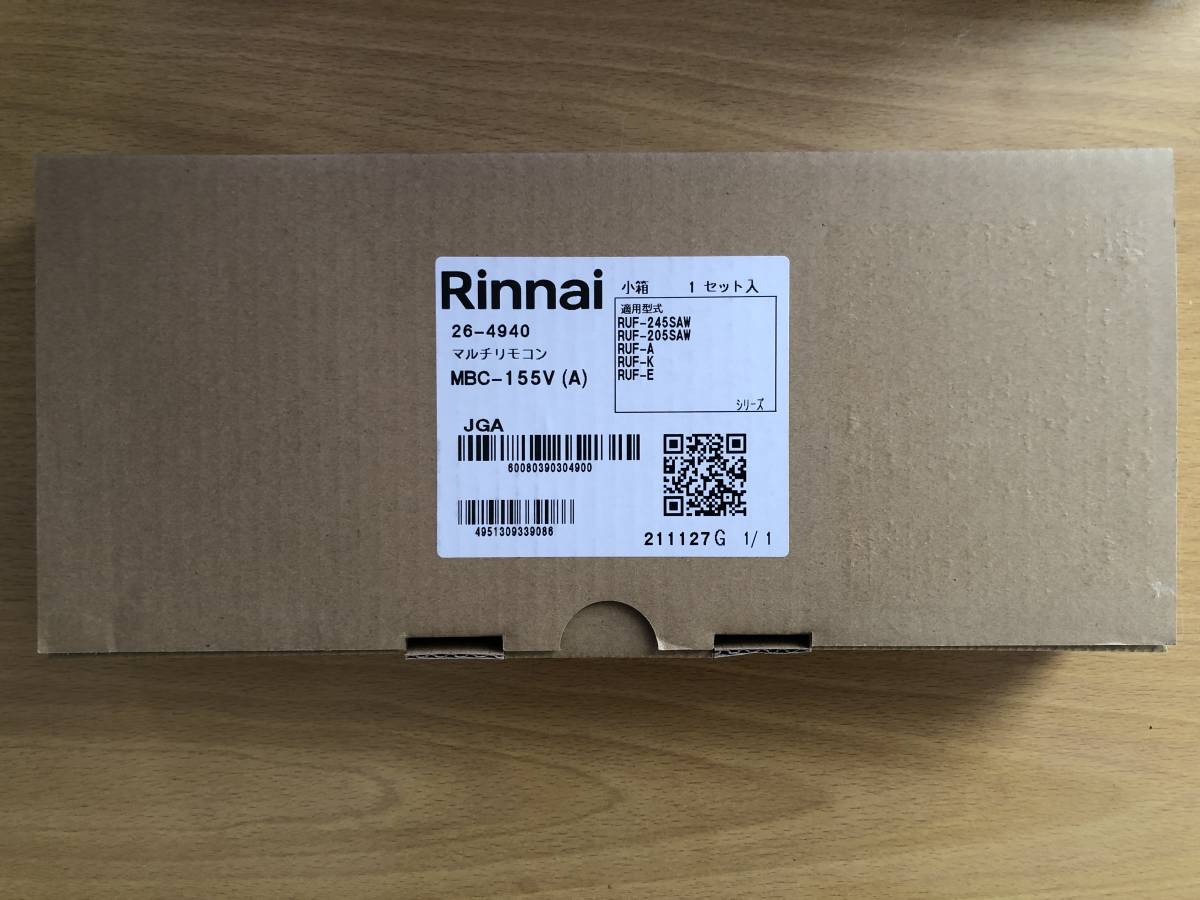 Rinnai
26-4940
マルチリモコン
MBC-155V(A)
小箱 1 セット入
適用型式
RUF-245SAW
RUF-205SAW
RUF-A
RUF-K
RUF-E
シリーズ
JGA
60080390304900
4951309339086
211127G 1/1